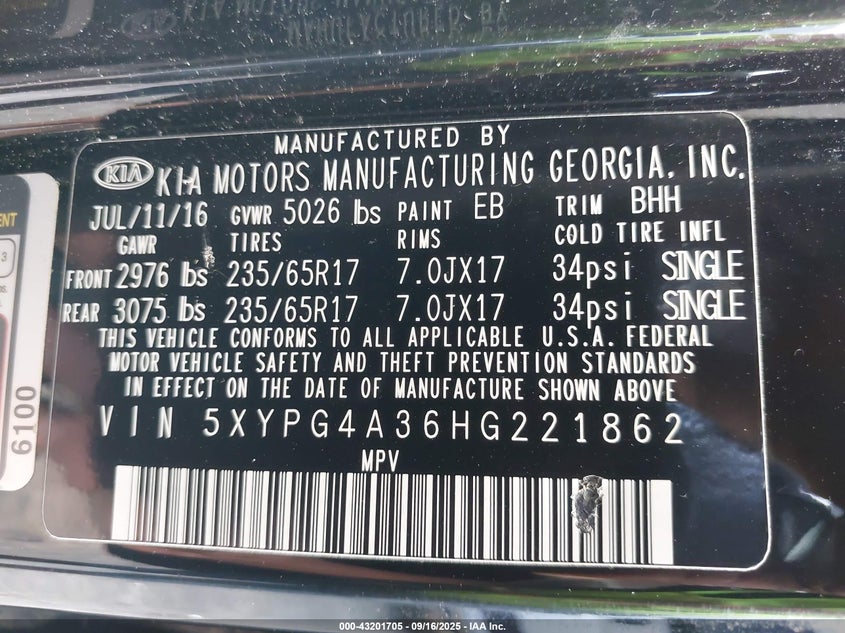 MANUFACTURED BY
KIA KIA MOTORS MANUFACTURING GEORGIA, INC.
JUL/11/16 GVWR 5026 lbs PAINT EB TRIM BHH
GAWR TIRES RIMS COLD TIRE INFL
FRONT 2976 lbs 235/65R17 7.0JX17 34psi SINGLE
REAR 3075 lbs 235/65R17 7.0JX17 34psi SINGLE
THIS VEHICLE CONFORMS TO ALL APPLICABLE U.S.A. FEDERAL
MOTOR VEHICLE SAFETY AND THEFT PREVENTION STANDARDS
IN EFFECT ON THE DATE OF MANUFACTURE SHOWN ABOVE
VIN 5XYPG4A36HG221862
MPV
6100
000-43201705 - 09/16/2025 - IAA Inc.